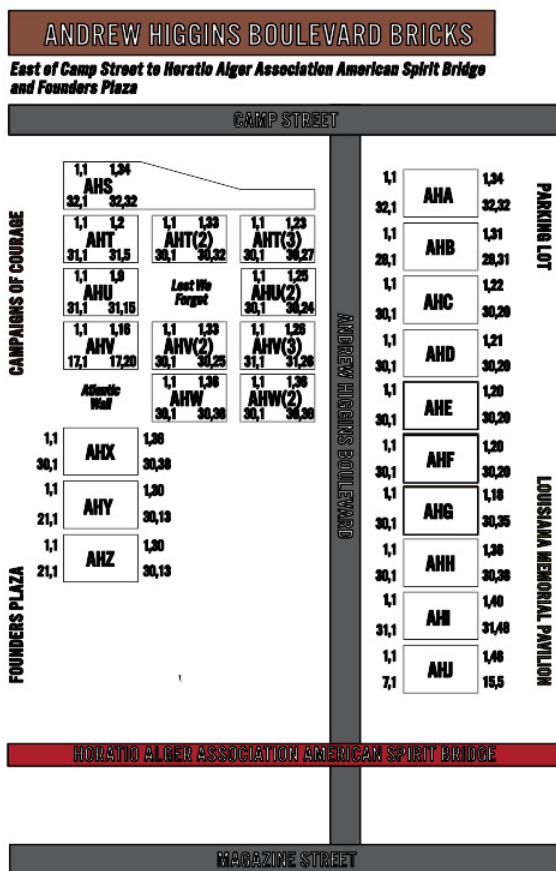 ANDREW HIGGINS BOULEVARD BRICKS
East of Camp Street to Horatio Alger Association American Spirit Bridge
and Founders Plaza
CAMP STREET
1,1 1,34
AHS
32,1 32,32
1,1 1,2
AHT
31,1 31,5
1,1 1,33
AHT(2)
30,1 30,32
1,1 1,23
AHT(3)
30,1 30,27
1,1 1,9
AHU
31,1 31,15
Lest We
Forget
1,1 1,25
AHU(2)
30,1 30,24
1,1 1,16
AHV
17,1 17,20
1,1 1,33
AHV(2)
30,1 30,25
1,1 1,26
AHV(3)
31,1 31,26
Atlantic
Wall
1,1 1,36
AHW
30,1 30,36
1,1 1,36
AHW(2)
30,1 30,36
1,1 1,36
AHX
30,1 30,38
1,1 1,30
AHY
21,1 30,13
1,1 1,30
AHZ
21,1 30,13
CAMPAIGNS OF COURAGE
FOUNDERS PLAZA
ANDREW HIGGINS BOULEVARD
1,1 1,34
AHA
32,1 32,32
1,1 1,31
AHB
28,1 28,31
1,1 1,22
AHC
30,1 30,20
1,1 1,21
AHD
30,1 30,20
1,1 1,20
AHE
30,1 30,20
1,1 1,20
AHF
30,1 30,20
1,1 1,18
AHG
30,1 30,35
1,1 1,36
AHH
30,1 30,36
1,1 1,40
AHI
31,1 31,48
1,1 1,46
AHJ
7,1 15,5
PARKING LOT
LOUISIANA MEMORIAL PAVILION
HORATIO ALGER ASSOCIATION AMERICAN SPIRIT BRIDGE
MAGAZINE STREET